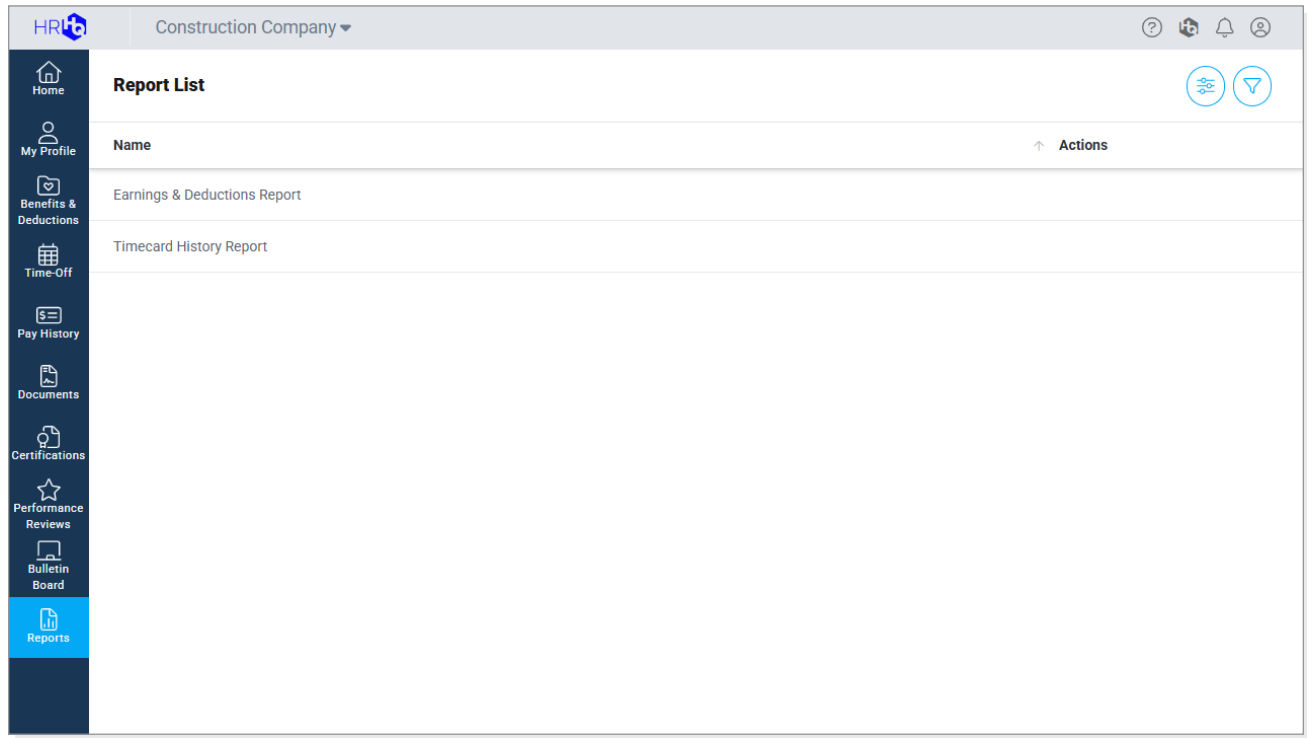 HRHQ
Construction Company
Home
My Profile
Benefits &
Deductions
Time-Off
Pay History
Documents
Certifications
Performance
Reviews
Bulletin
Board
Reports
Report List
Name
Actions
Earnings & Deductions Report
Timecard History Report